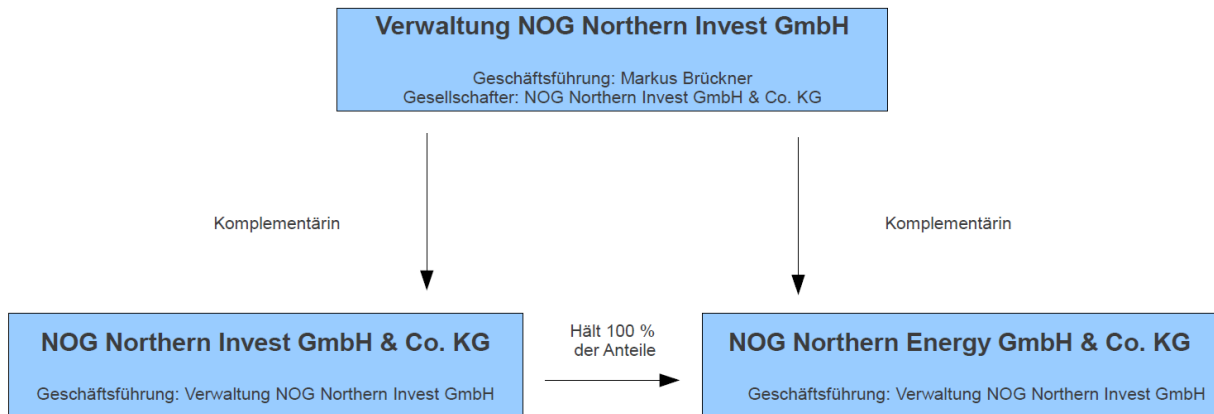 Verwaltung NOG Northern Invest GmbH
Geschäftsführung: Markus Brückner
Gesellschafter: NOG Northern Invest GmbH & Co. KG
Komplementärin
Komplementärin
NOG Northern Invest GmbH & Co. KG
Geschäftsführung: Verwaltung NOG Northern Invest GmbH
Hält 100 %
der Anteile
NOG Northern Energy GmbH & Co. KG
Geschäftsführung: Verwaltung NOG Northern Invest GmbH